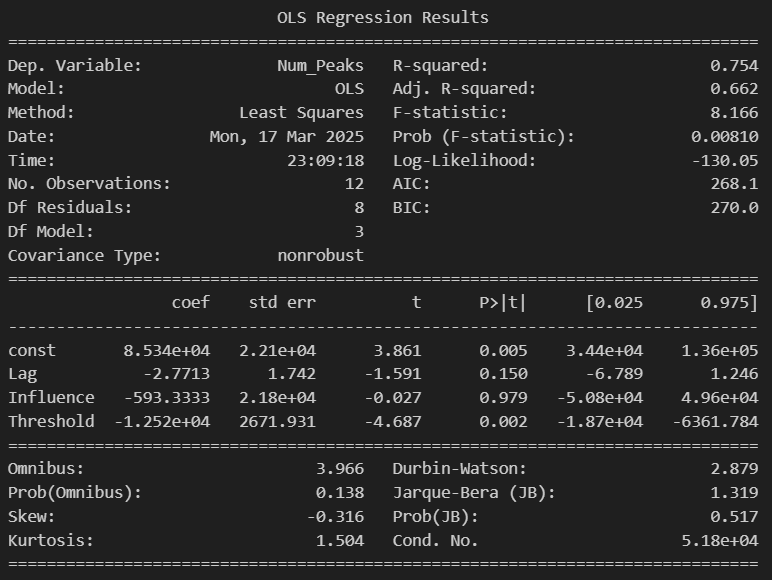 OLS Regression Results
==============================================================================
Dep. Variable:              Num_Peaks   R-squared:                       0.754
Model:                            OLS   Adj. R-squared:                  0.662
Method:                 Least Squares   F-statistic:                     8.166
Date:                Mon, 17 Mar 2025   Prob (F-statistic):            0.00810
Time:                        23:09:18   Log-Likelihood:                -130.05
No. Observations:                  12   AIC:                             268.1
Df Residuals:                       8   BIC:                             270.0
Df Model:                           3
Covariance Type:            nonrobust
==============================================================================
                 coef    std err          t      P>|t|      [0.025      0.975]
------------------------------------------------------------------------------
const       8.534e+04   2.21e+04      3.861      0.005    3.44e+04    1.36e+05
Lag           -2.7713      1.742     -1.591      0.150      -6.789       1.246
Influence   -593.3333   2.18e+04     -0.027      0.979   -5.08e+04    4.96e+04
Threshold  -1.252e+04   2671.931     -4.687      0.002   -1.87e+04   -6361.784
==============================================================================
Omnibus:                        3.966   Durbin-Watson:                   2.879
Prob(Omnibus):                  0.138   Jarque-Bera (JB):                1.319
Skew:                          -0.316   Prob(JB):                        0.517
Kurtosis:                       1.504   Cond. No.                     5.18e+04
==============================================================================